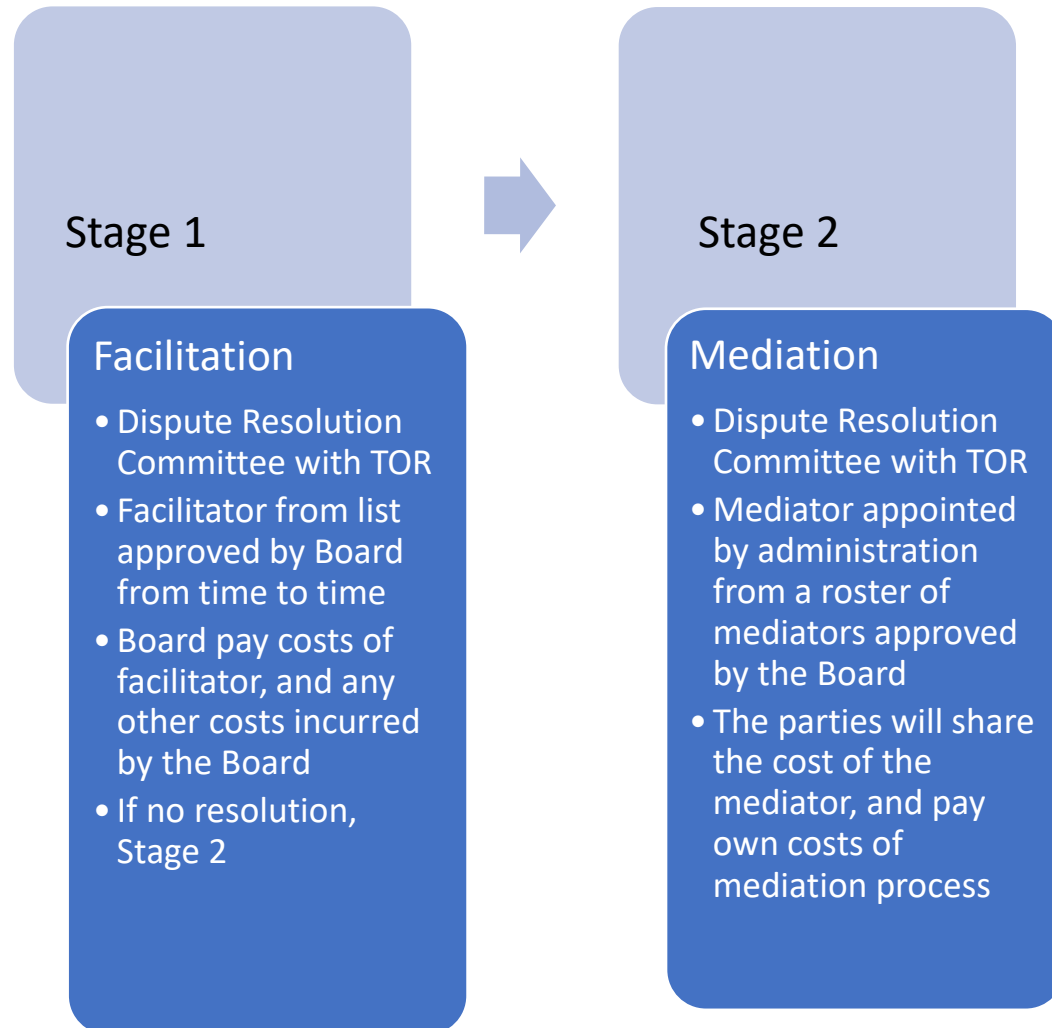 Stage 1
Facilitation
• Dispute Resolution
Committee with TOR
• Facilitator from list
approved by Board
from time to time
• Board pay costs of
facilitator, and any
other costs incurred
by the Board
• If no resolution,
Stage 2
Stage 2
Mediation
• Dispute Resolution
Committee with TOR
• Mediator appointed
by administration
from a roster of
mediators approved
by the Board
• The parties will share
the cost of the
mediator, and pay
own costs of
mediation process